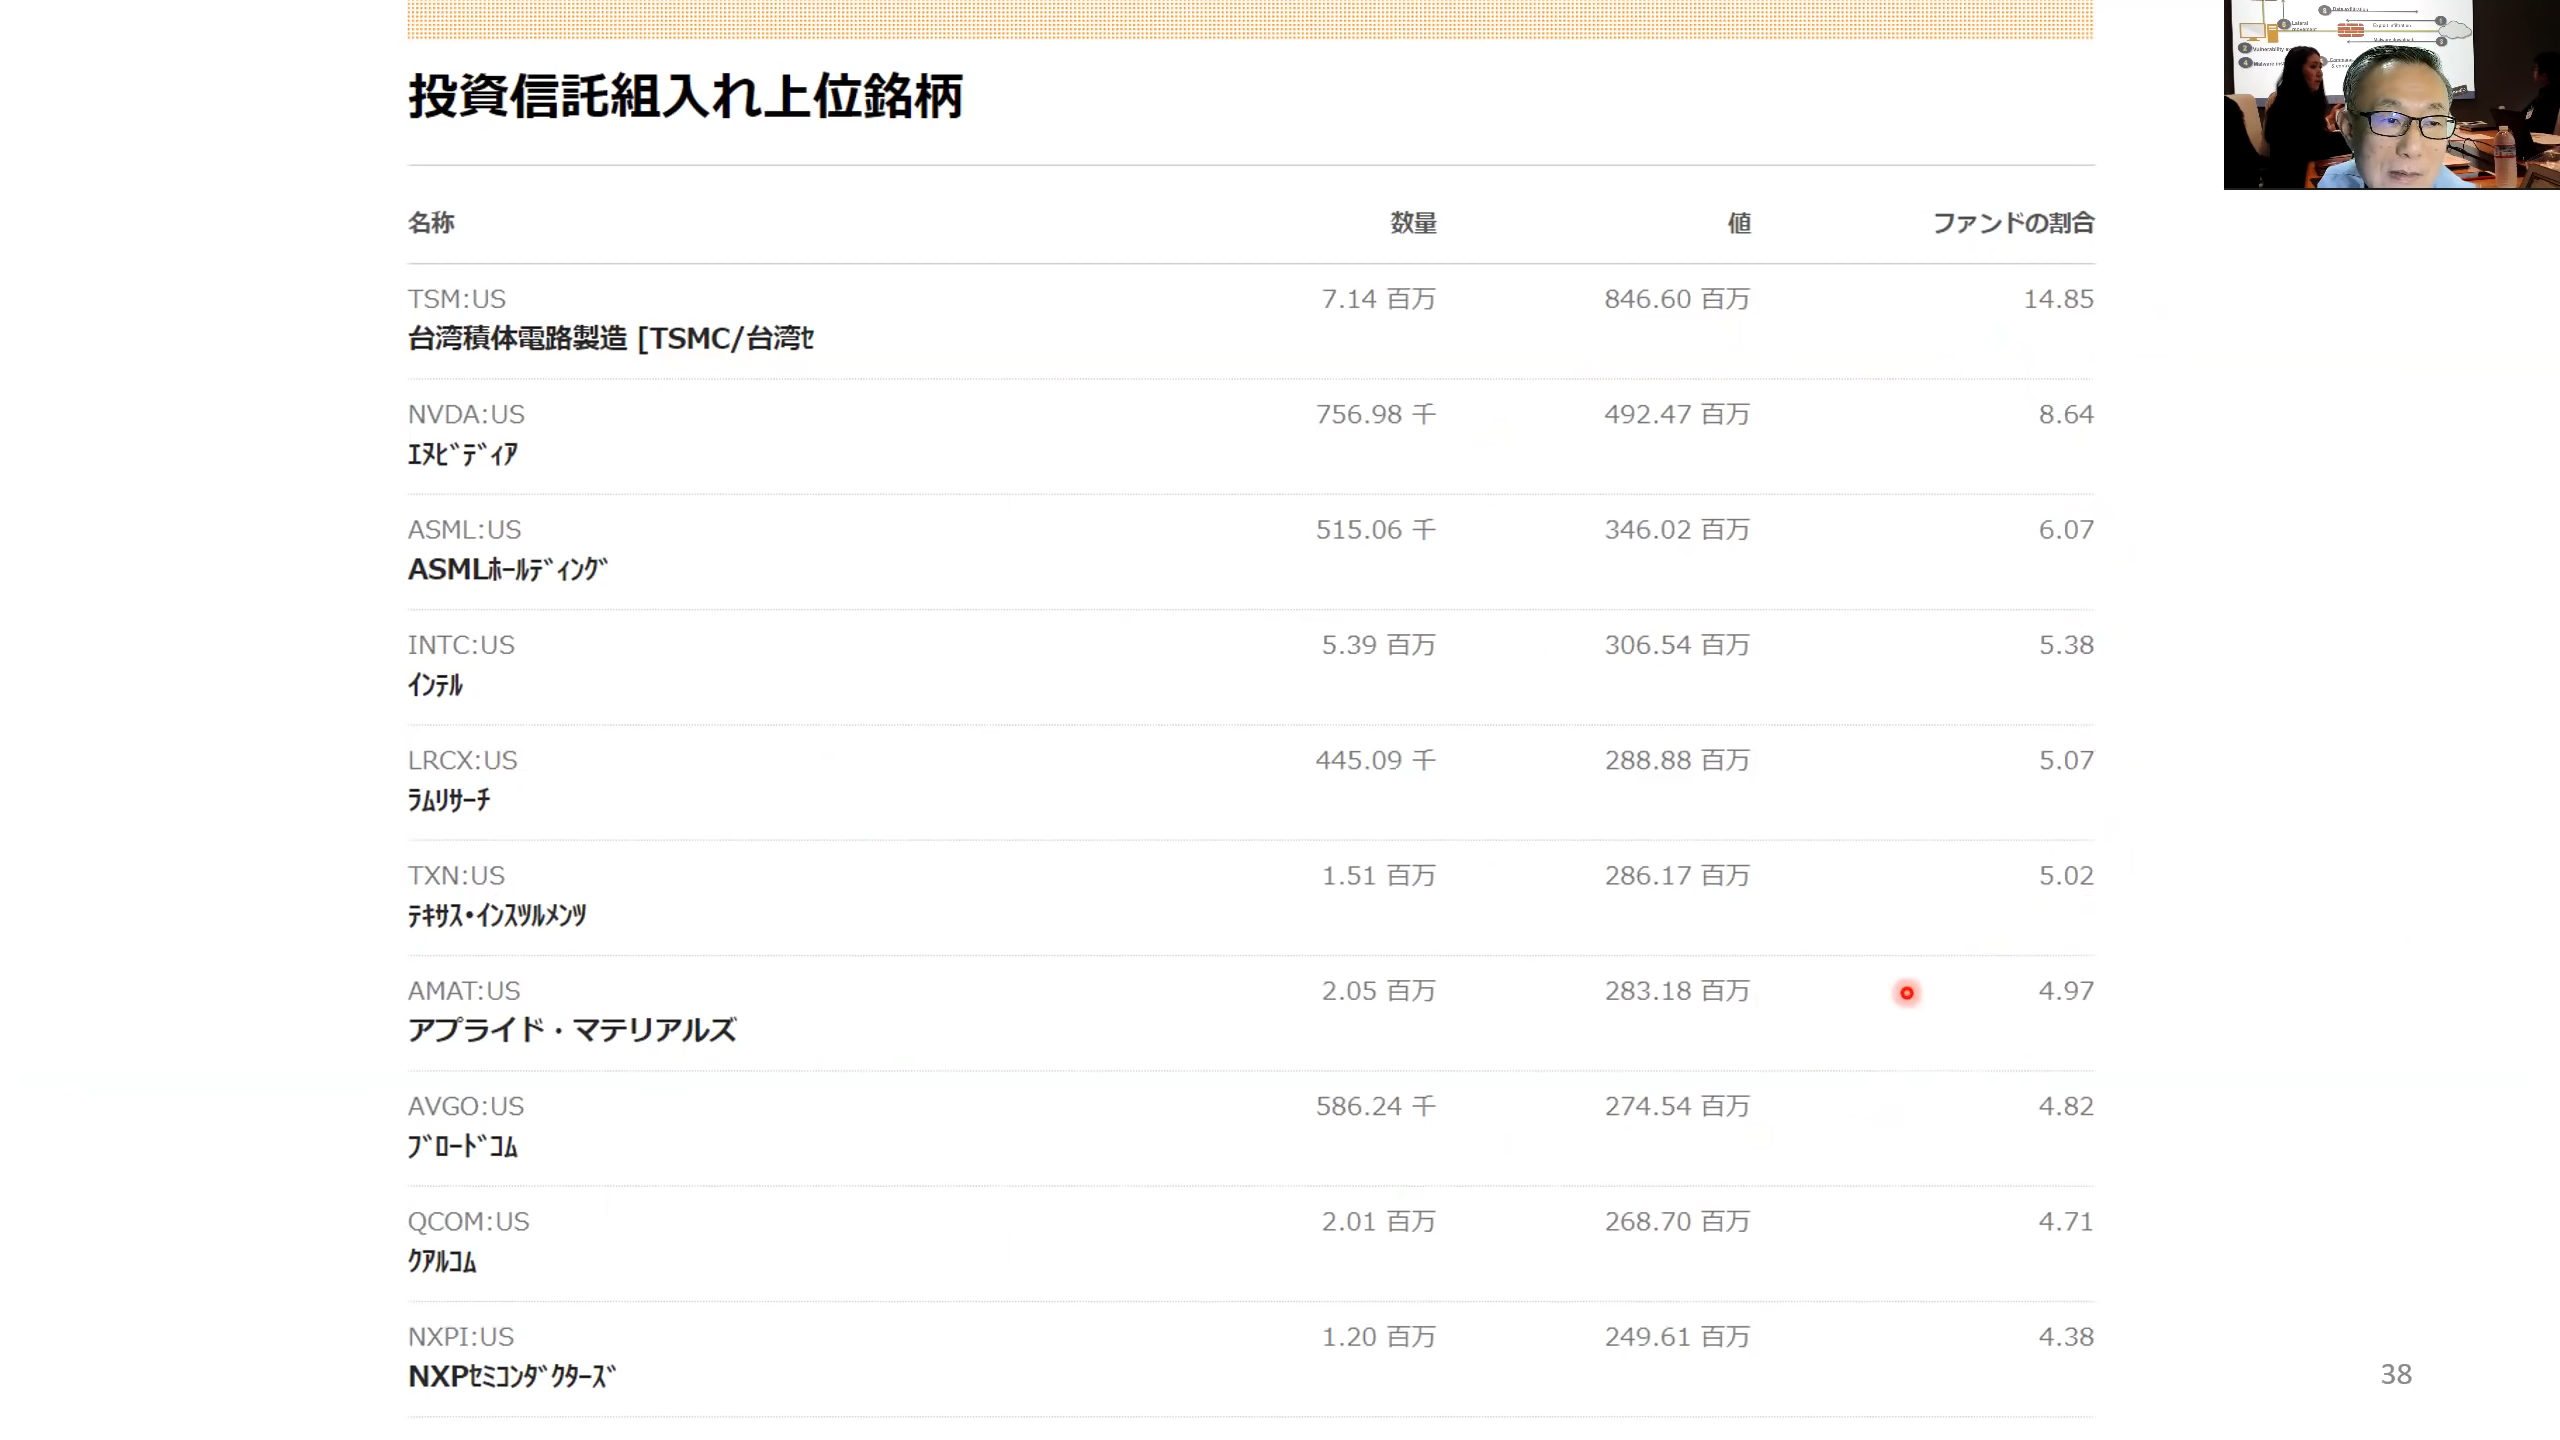 投資信託組入れ上位銘柄
名称 数量 値 ファンドの割合
TSM:US 7.14 百万 846.60 百万 14.85
台湾積体電路製造 [TSMC/台湾ｾ
NVDA:US 756.98 千 492.47 百万 8.64
ｴﾇﾋﾞﾃﾞｨｱ
ASML:US 515.06 千 346.02 百万 6.07
ASMLﾎｰﾙﾃﾞｨﾝｸﾞ
INTC:US 5.39 百万 306.54 百万 5.38
ｲﾝﾃﾙ
LRCX:US 445.09 千 288.88 百万 5.07
ﾗﾑﾘｻｰﾁ
TXN:US 1.51 百万 286.17 百万 5.02
ﾃｷｻｽ・ｲﾝｽﾂﾙﾒﾝﾂ
AMAT:US 2.05 百万 283.18 百万 4.97
アプライド・マテリアルズ
AVGO:US 586.24 千 274.54 百万 4.82
ﾌﾞﾛｰﾄﾞｺﾑ
QCOM:US 2.01 百万 268.70 百万 4.71
ｸｱﾙｺﾑ
NXPI:US 1.20 百万 249.61 百万 4.38
NXPｾﾐｺﾝﾀﾞｸﾀｰｽﾞ
38
Lateral
movement